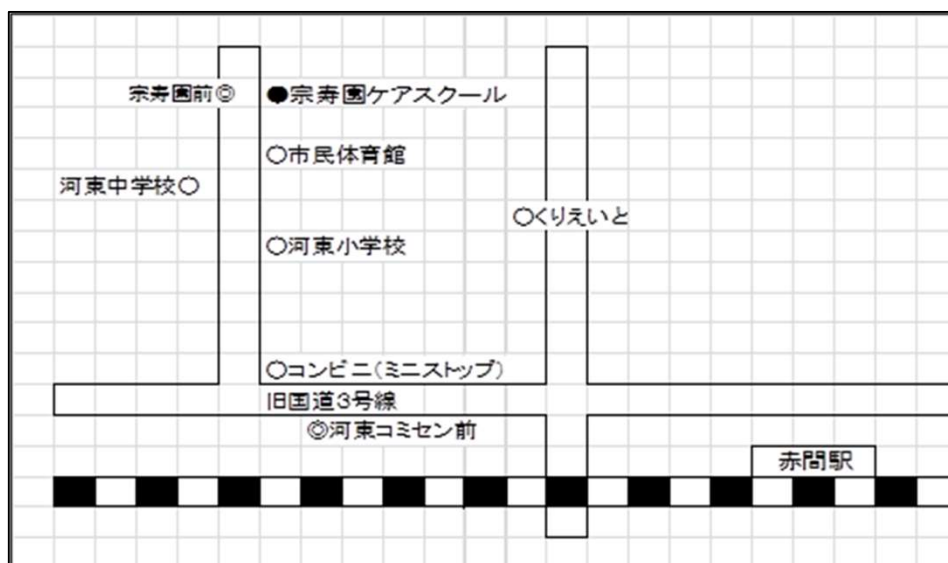 宗寿園前◎
●宗寿園ケアスクール
○市民体育館
河東中学校○
○くりえいと
○河東小学校
○コンビニ(ミニストップ)
旧国道3号線
◎河東コミセン前
赤間駅